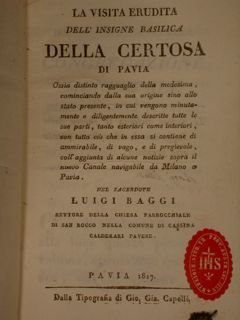 LA VISITA ERUDITA
DELL' INSIGNE BASILICA
DELLA CERTOSA
DI PAVIA
Ossia distinto ragguaglio della medesima,
cominciando dalla sua origine sino allo
stato presente, in cui vengono minuta-
mente e diligentemente descritte tutte le
sue parti, tanto esteriori come interiori,
con tutto ciò che in essa si contiene di
ammirabile, di vago, e di pregievole,
coll'aggiunta di alcune notizie sopra il
nuovo Canale navigabile da Milano a
Pavia.
DEL SACERDOTE
LUIGI BAGGI
RETTORE DELLA CHIESA PARROCCHIALE
DI SAN ROCCO NELLA COMUNE DI CASSINA
CALDERARI PAVESE.
PAVIA 1817.
Dalla Tipografia di Gio. Gia. Capelli.
IHS